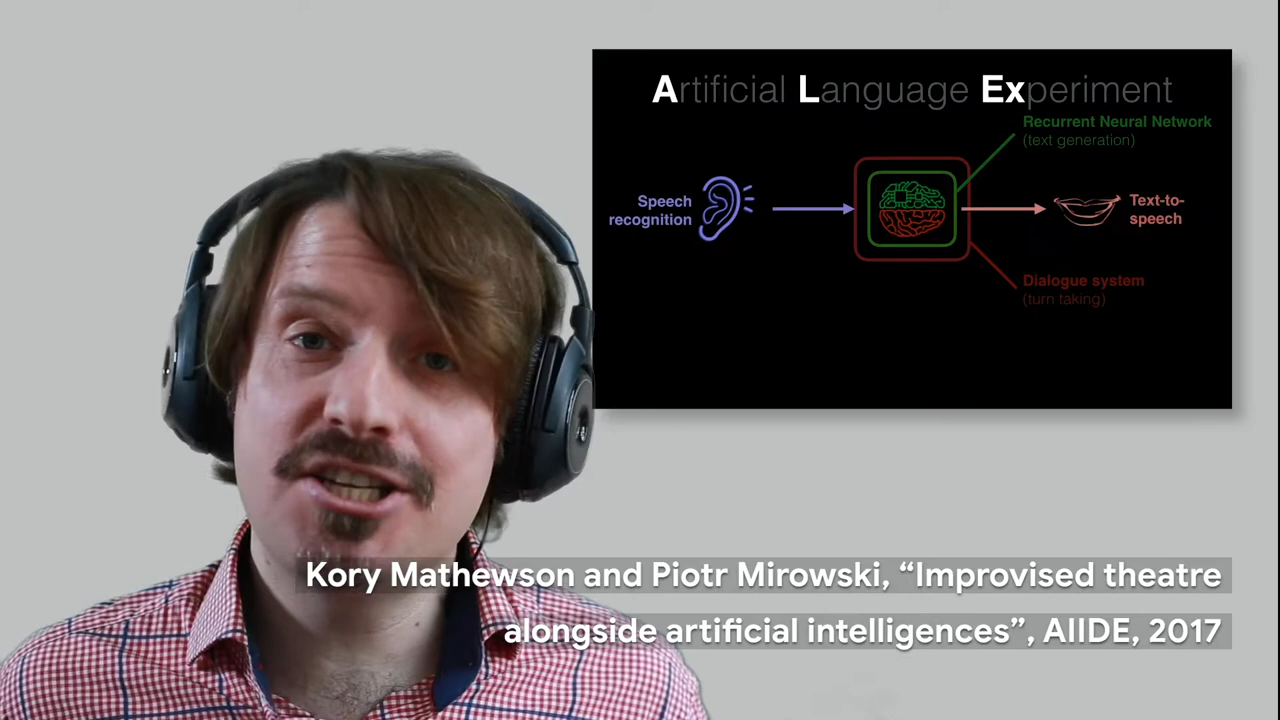 Artificial Language Experiment
Recurrent Neural Network
(text generation)
Speech
recognition
Text-to-
speech
Dialogue system
(turn taking)
Kory Mathewson and Piotr Mirowski, “Improvised theatre
alongside artificial intelligences”, AIIDE, 2017